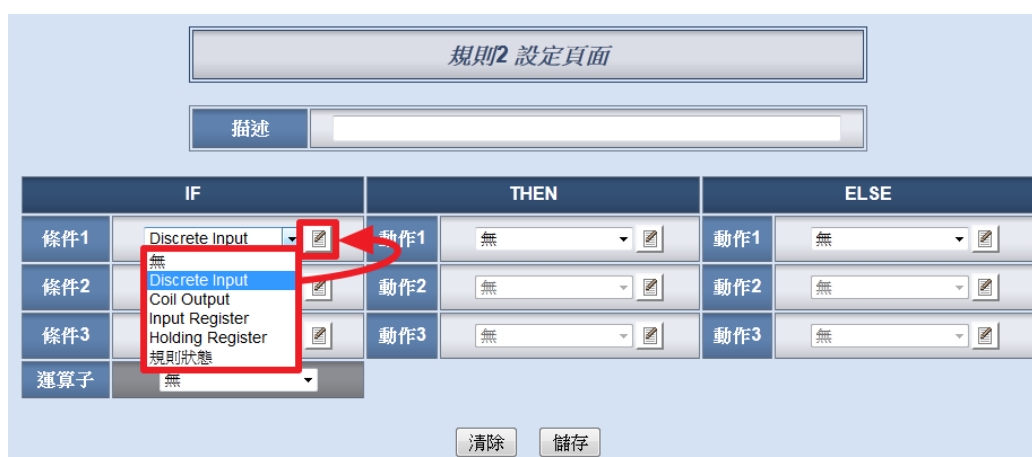 規則2 設定頁面
描述
IF THEN ELSE
條件1 Discrete Input 動作1 無 動作1 無
無
Discrete Input
條件2 動作2 無 動作2 無
Coil Output
Input Register
條件3 動作3 無 動作3 無
Holding Register
規則狀態
運算子 無
清除 儲存